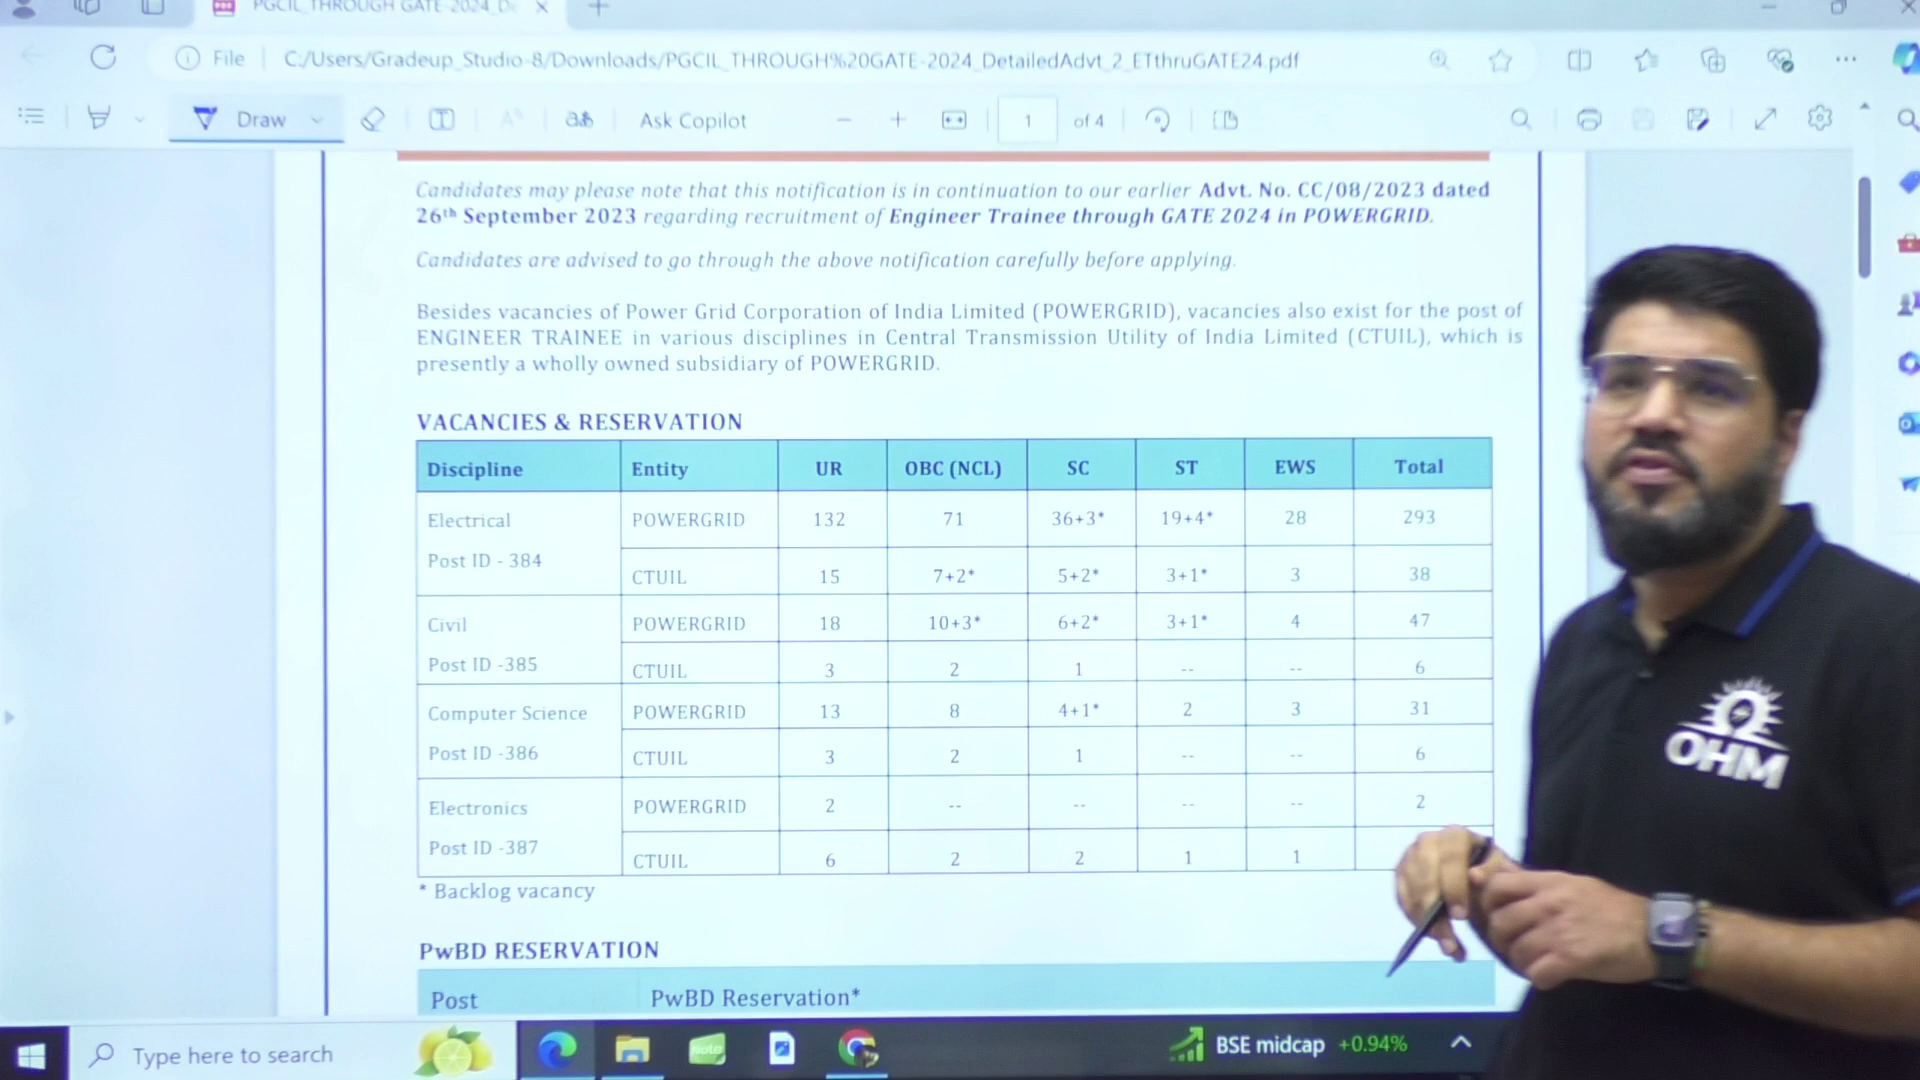 PGCIL_THROUGH GATE-2024_D
File
C:/Users/Gradeup_Studio-8/Downloads/PGCIL_THROUGH%20GATE-2024_DetailedAdvt_2_ETthruGATE24.pdf
Draw
Ask Copilot
1 of 4
Candidates may please note that this notification is in continuation to our earlier Advt. No. CC/08/2023 dated
26th September 2023 regarding recruitment of Engineer Trainee through GATE 2024 in POWERGRID.
Candidates are advised to go through the above notification carefully before applying.
Besides vacancies of Power Grid Corporation of India Limited (POWERGRID), vacancies also exist for the post of
ENGINEER TRAINEE in various disciplines in Central Transmission Utility of India Limited (CTUIL), which is
presently a wholly owned subsidiary of POWERGRID.
VACANCIES & RESERVATION
Discipline Entity UR OBC (NCL) SC ST EWS Total
Electrical POWERGRID 132 71 36+3* 19+4* 28 293
Post ID - 384
CTUIL 15 7+2* 5+2* 3+1* 3 38
Civil POWERGRID 18 10+3* 6+2* 3+1* 4 47
Post ID -385
CTUIL 3 2 1 -- -- 6
Computer Science POWERGRID 13 8 4+1* 2 3 31
Post ID -386
CTUIL 3 2 1 -- -- 6
Electronics POWERGRID 2 -- -- -- -- 2
Post ID -387
CTUIL 6 2 2 1 1
* Backlog vacancy
PwBD RESERVATION
Post PwBD Reservation*
Type here to search
Note
BSE midcap +0.94%
OHM